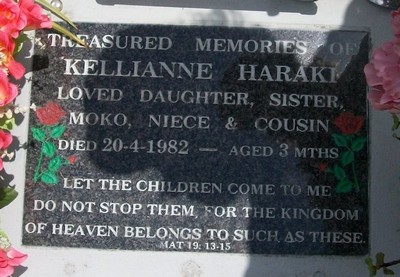 TREASURED MEMORIES OF
KELLIANNE HARAKI
LOVED DAUGHTER, SISTER,
MOKO, NIECE & COUSIN
DIED 20-4-1982 — AGED 3 MTHS
LET THE CHILDREN COME TO ME
DO NOT STOP THEM, FOR THE KINGDOM
OF HEAVEN BELONGS TO SUCH AS THESE.
MAT 19: 13-15